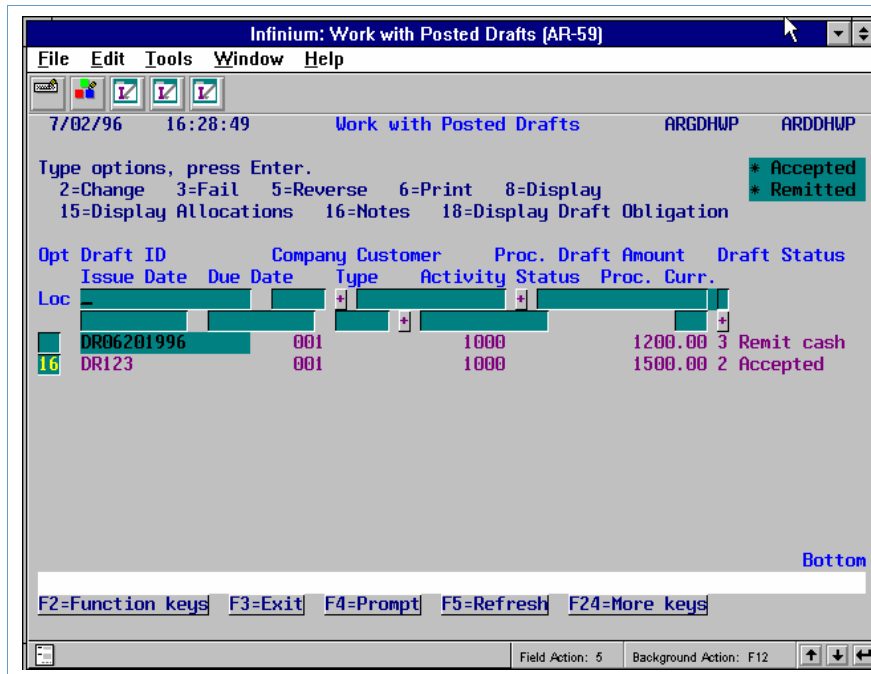 Infinium: Work with Posted Drafts (AR-59)
File Edit Tools Window Help
7/02/96 16:28:49 Work with Posted Drafts ARGDHWP ARDDHWP
Type options, press Enter. * Accepted
2=Change 3=Fail 5=Reverse 6=Print 8=Display * Remitted
15=Display Allocations 16=Notes 18=Display Draft Obligation
Opt Draft ID Company Customer Proc. Draft Amount Draft Status
Issue Date Due Date Type Activity Status Proc. Curr.
Loc _ + +
+ +
DR06201996 001 1000 1200.00 3 Remit cash
16 DR123 001 1000 1500.00 2 Accepted
Bottom
F2=Function keys F3=Exit F4=Prompt F5=Refresh F24=More keys
Field Action: 5 Background Action: F12